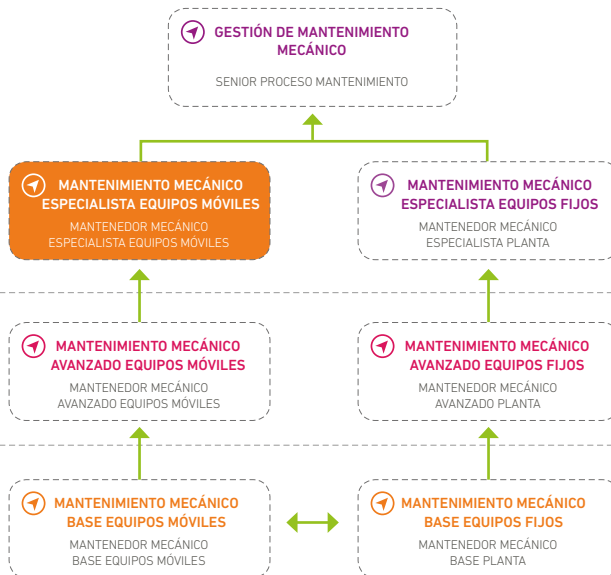 GESTIÓN DE MANTENIMIENTO
MECÁNICO
SENIOR PROCESO MANTENIMIENTO
MANTENIMIENTO MECÁNICO
ESPECIALISTA EQUIPOS MÓVILES
MANTENEDOR MECÁNICO
ESPECIALISTA EQUIPOS MÓVILES
MANTENIMIENTO MECÁNICO
ESPECIALISTA EQUIPOS FIJOS
MANTENEDOR MECÁNICO
ESPECIALISTA PLANTA
MANTENIMIENTO MECÁNICO
AVANZADO EQUIPOS MÓVILES
MANTENEDOR MECÁNICO
AVANZADO EQUIPOS MÓVILES
MANTENIMIENTO MECÁNICO
AVANZADO EQUIPOS FIJOS
MANTENEDOR MECÁNICO
AVANZADO PLANTA
MANTENIMIENTO MECÁNICO
BASE EQUIPOS MÓVILES
MANTENEDOR MECÁNICO
BASE EQUIPOS MÓVILES
MANTENIMIENTO MECÁNICO
BASE EQUIPOS FIJOS
MANTENEDOR MECÁNICO
BASE PLANTA